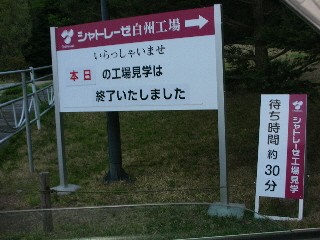 シャトレーゼ白州工場
いらっしゃいませ
本日 の工場見学は
終了いたしました
シャトレーゼ工場見学
待ち時間 約30分